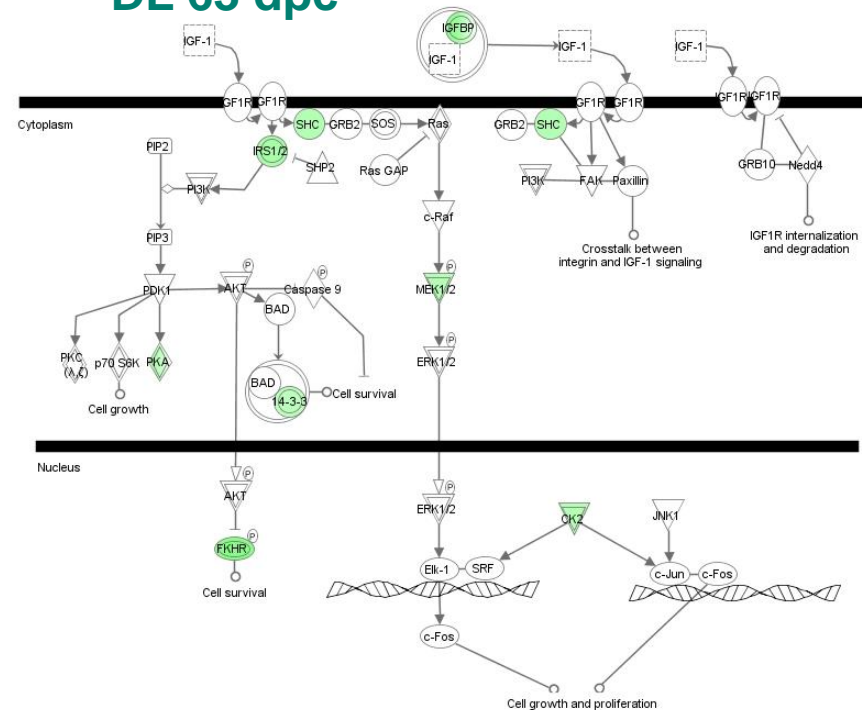 DL 65 dpc
IGFBP
IGF-1
IGF-1
IGF-1
IGF-1
IGF1R
IGF1R
IGF1R
IGF1R
IGF1R
IGF1R
Cytoplasm
SHC
GRB2
SOS
Ras
GRB2
SHC
PIP2
IRS1/2
SHP2
Ras GAP
PI3K
PI3K
FAK
Paxillin
GRB10
Nedd4
c-Raf
PIP3
Crosstalk between
integrin and IGF-1 signaling
IGF1R internalization
and degradation
P
P
P
PDK1
AKT
Caspase 9
MEK1/2
BAD
P
PKC
(λ,ζ)
p70 S6K
PKA
ERK1/2
BAD
14-3-3
Cell survival
Cell growth
Nucleus
P
P
AKT
ERK1/2
CK2
JNK1
P
FKHR
Elk-1
SRF
c-Jun
c-Fos
Cell survival
c-Fos
Cell growth and proliferation